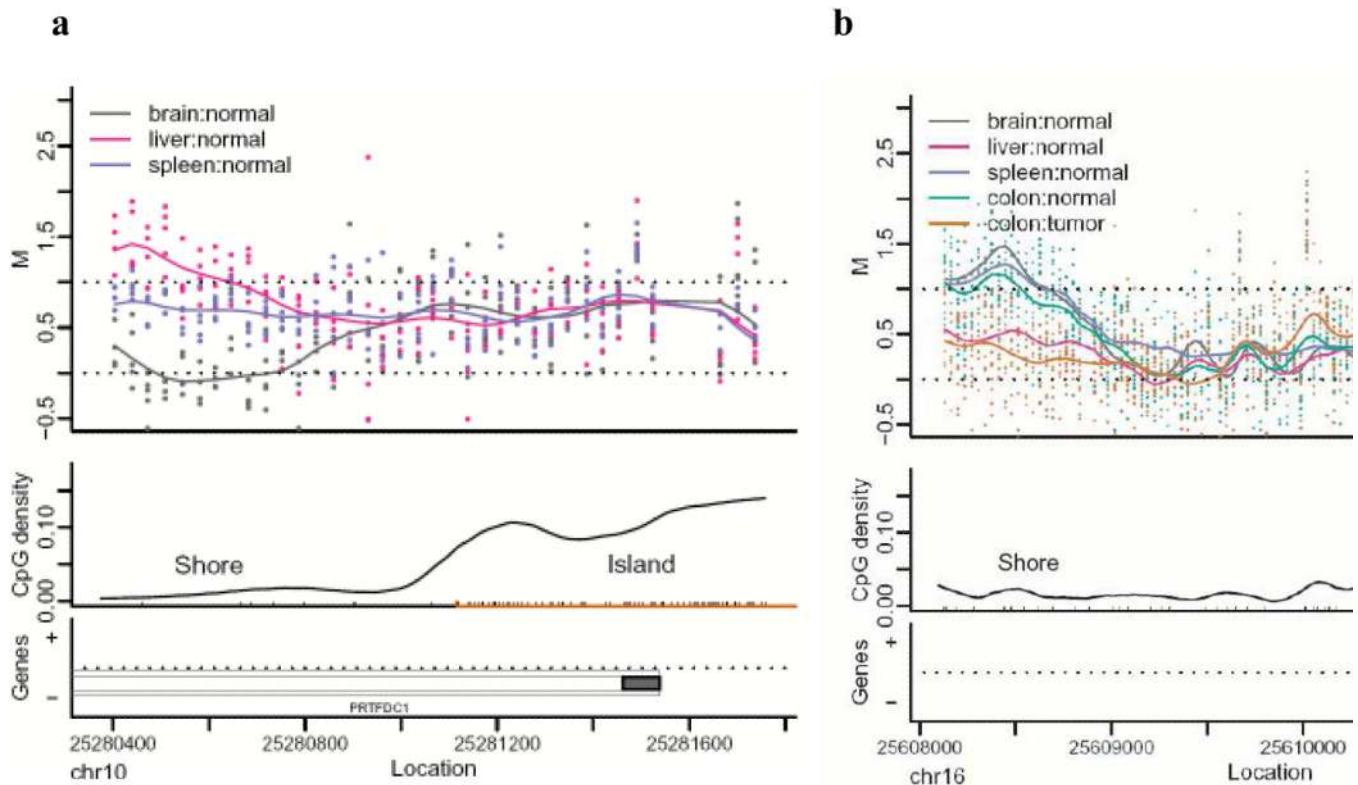 a
brain:normal
liver:normal
spleen:normal
M
2.5
1.5
0.5
−0.5
CpG density
0.10
0.00
Shore
Island
Genes
+
−
PRTFDC1
25280400
25280800
25281200
25281600
chr10
Location
b
brain:normal
liver:normal
spleen:normal
colon:normal
colon:tumor
M
2.5
1.5
0.5
−0.5
CpG density
0.10
0.00
Shore
Genes
+
−
25608000
25609000
25610000
chr16
Location